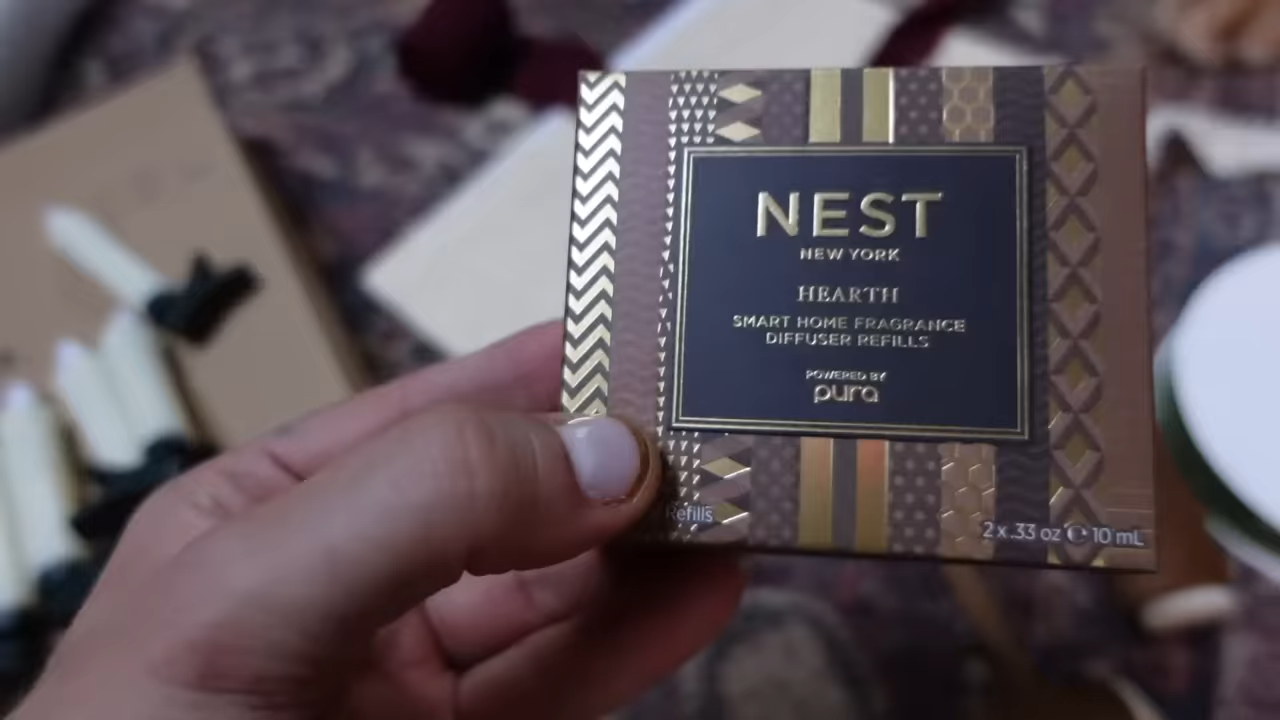 NEST
NEW YORK
HEARTH
SMART HOME FRAGRANCE
DIFFUSER REFILLS
POWERED BY
pura
Refills
2 x .33 oz ℮ 10 mL